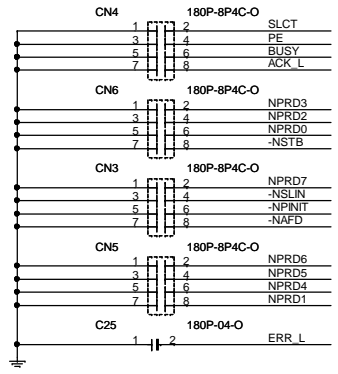 CN4 180P-8P4C-O
1 2 SLCT
3 4 PE
5 6 BUSY
7 8 ACK_L
CN6 180P-8P4C-O
1 2 NPRD3
3 4 NPRD2
5 6 NPRD0
7 8 -NSTB
CN3 180P-8P4C-O
1 2 NPRD7
3 4 -NSLIN
5 6 -NPINIT
7 8 -NAFD
CN5 180P-8P4C-O
1 2 NPRD6
3 4 NPRD5
5 6 NPRD4
7 8 NPRD1
C25 180P-04-O
1 2 ERR_L